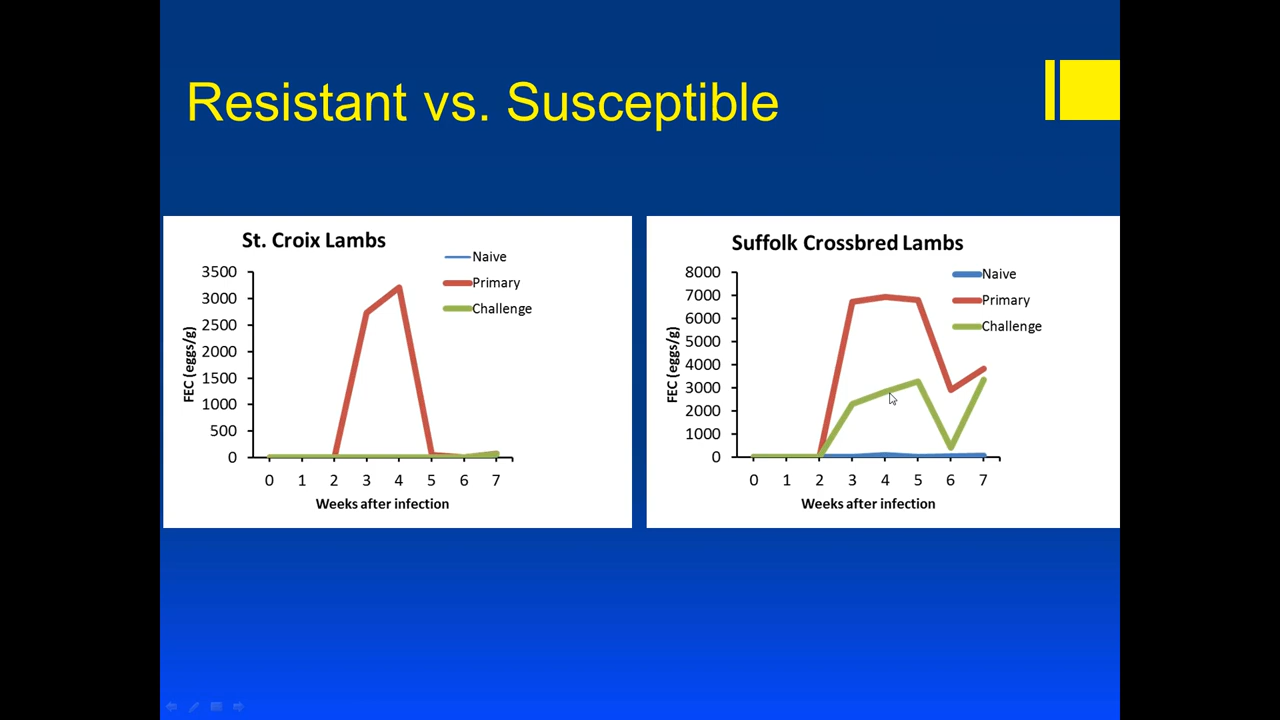 Resistant vs. Susceptible
St. Croix Lambs
Naive
Primary
Challenge
3500
3000
2500
2000
1500
1000
500
0
FEC (eggs/g)
0 1 2 3 4 5 6 7
Weeks after infection
Suffolk Crossbred Lambs
Naive
Primary
Challenge
8000
7000
6000
5000
4000
3000
2000
1000
0
FEC (eggs/g)
0 1 2 3 4 5 6 7
Weeks after infection